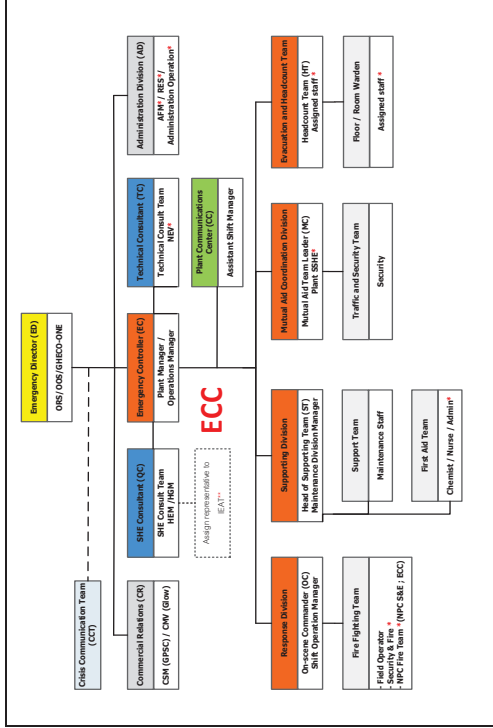 Emergency Director (ED)
ORS/OOS/GHECO-ONE
Crisis Communication Team
(CCT)
Commercial Relations (CR)
CSM (GPSC) / CMV (Glow)
SHE Consultant (QC)
SHE Consult Team
HEM /HGM
Assign representative to
IEAT**
Emergency Controller (EC)
Plant Manager /
Operations Manager
Technical Consultant (TC)
Technical Consult Team
NEV*
Administration Division (AD)
AFM* / RES*/
Administration Operation*
ECC
Plant Communications
Center (CC)
Assistant Shift Manager
Response Division
On-scene Commander (OC)
Shift Operation Manager
Fire Fighting Team
- Field Operator
- Security & Fire *
- NPC Fire Team * (NPC S&E ; ECC)
Supporting Division
Head of Supporting Team (ST)
Maintenance Division Manager
Support Team
Maintenance Staff
First Aid Team
Chemist / Nurse / Admin*
Mutual Aid Coordination Division
Mutual Aid Team Leader (MC)
Plant SSHE*
Traffic and Security Team
Security
Evacuation and Headcount Team
Headcount Team (HT)
Assigned staff *
Floor / Room Warden
Assigned staff *